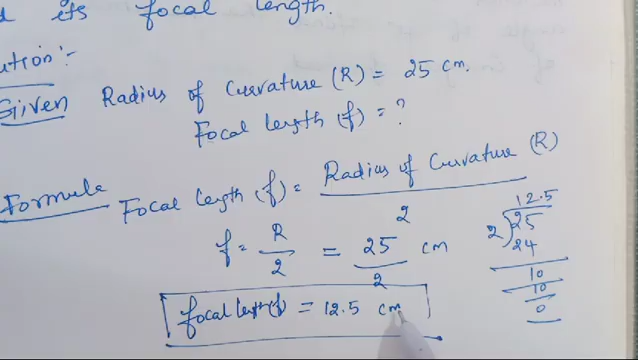 its focal length.
ution:-
Given Radius of Curvature (R) = 25 cm.
Focal length (f) = ?
Formula Focal length (f) = Radius of Curvature (R)
2
f = R/2 = 25/2 cm
focal length(f) = 12.5 cm
12.5
2)25
24
10
10
0